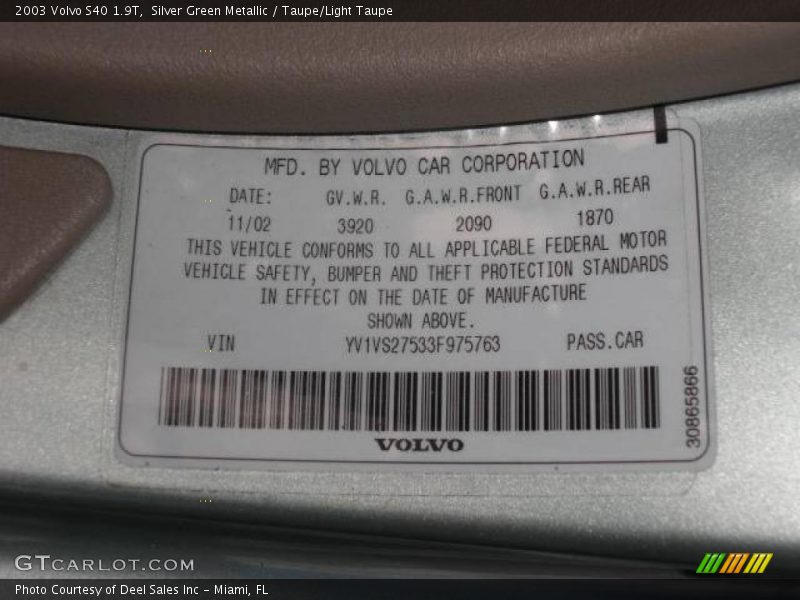 2003 Volvo S40 1.9T,  Silver Green Metallic / Taupe/Light Taupe
MFD. BY VOLVO CAR CORPORATION
DATE: GV.W.R. G.A.W.R.FRONT G.A.W.R.REAR
11/02 3920 2090 1870
THIS VEHICLE CONFORMS TO ALL APPLICABLE FEDERAL MOTOR
VEHICLE SAFETY, BUMPER AND THEFT PROTECTION STANDARDS
IN EFFECT ON THE DATE OF MANUFACTURE
SHOWN ABOVE.
VIN YV1VS27533F975763 PASS.CAR
30865866
VOLVO
GTCARLOT.COM
Photo Courtesy of Deel Sales Inc - Miami, FL